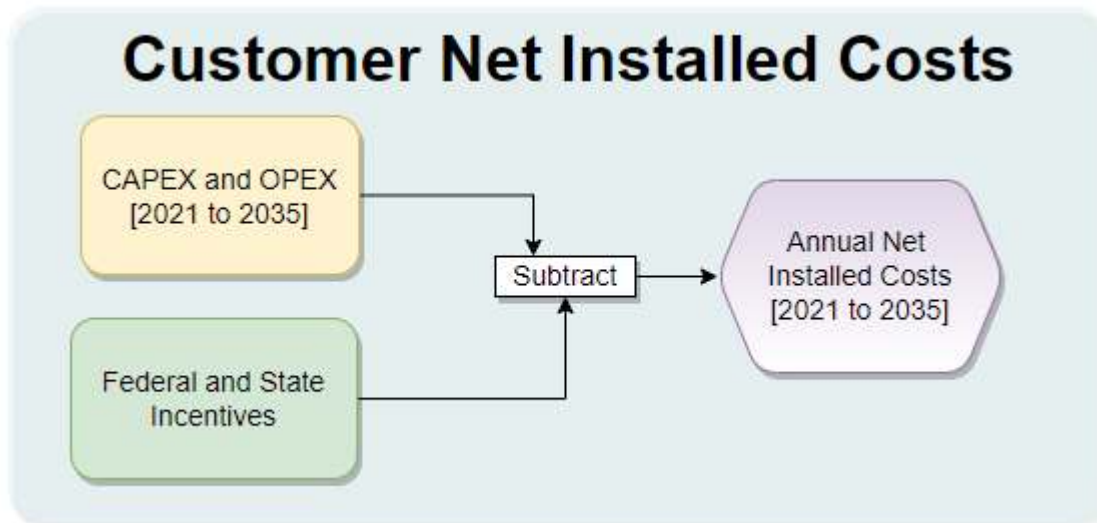 Customer Net Installed Costs
CAPEX and OPEX
[2021 to 2035]
Subtract
Annual Net
Installed Costs
[2021 to 2035]
Federal and State
Incentives